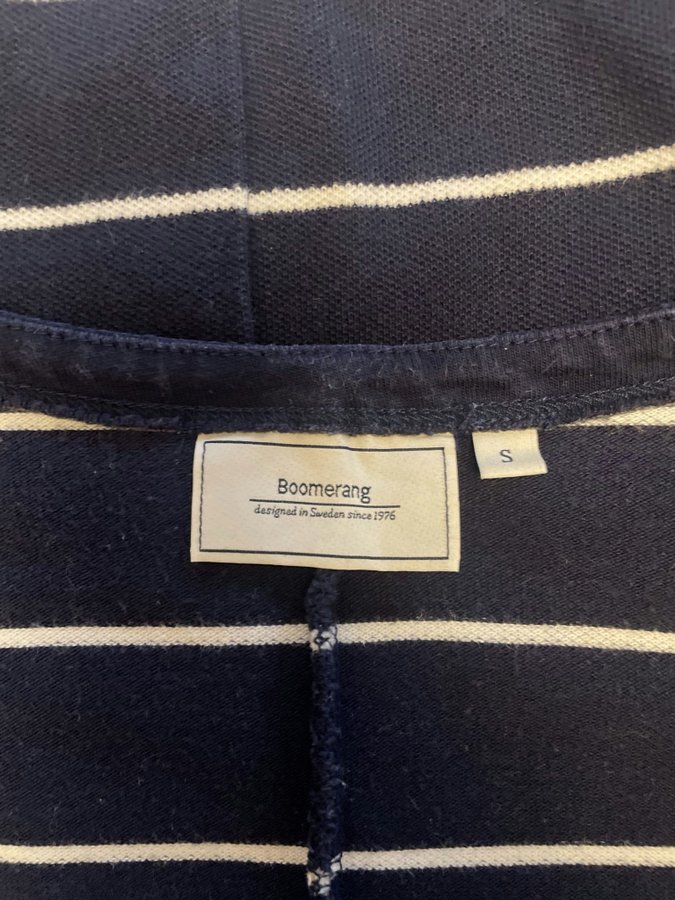 Boomerang
designed in Sweden since 1976
S